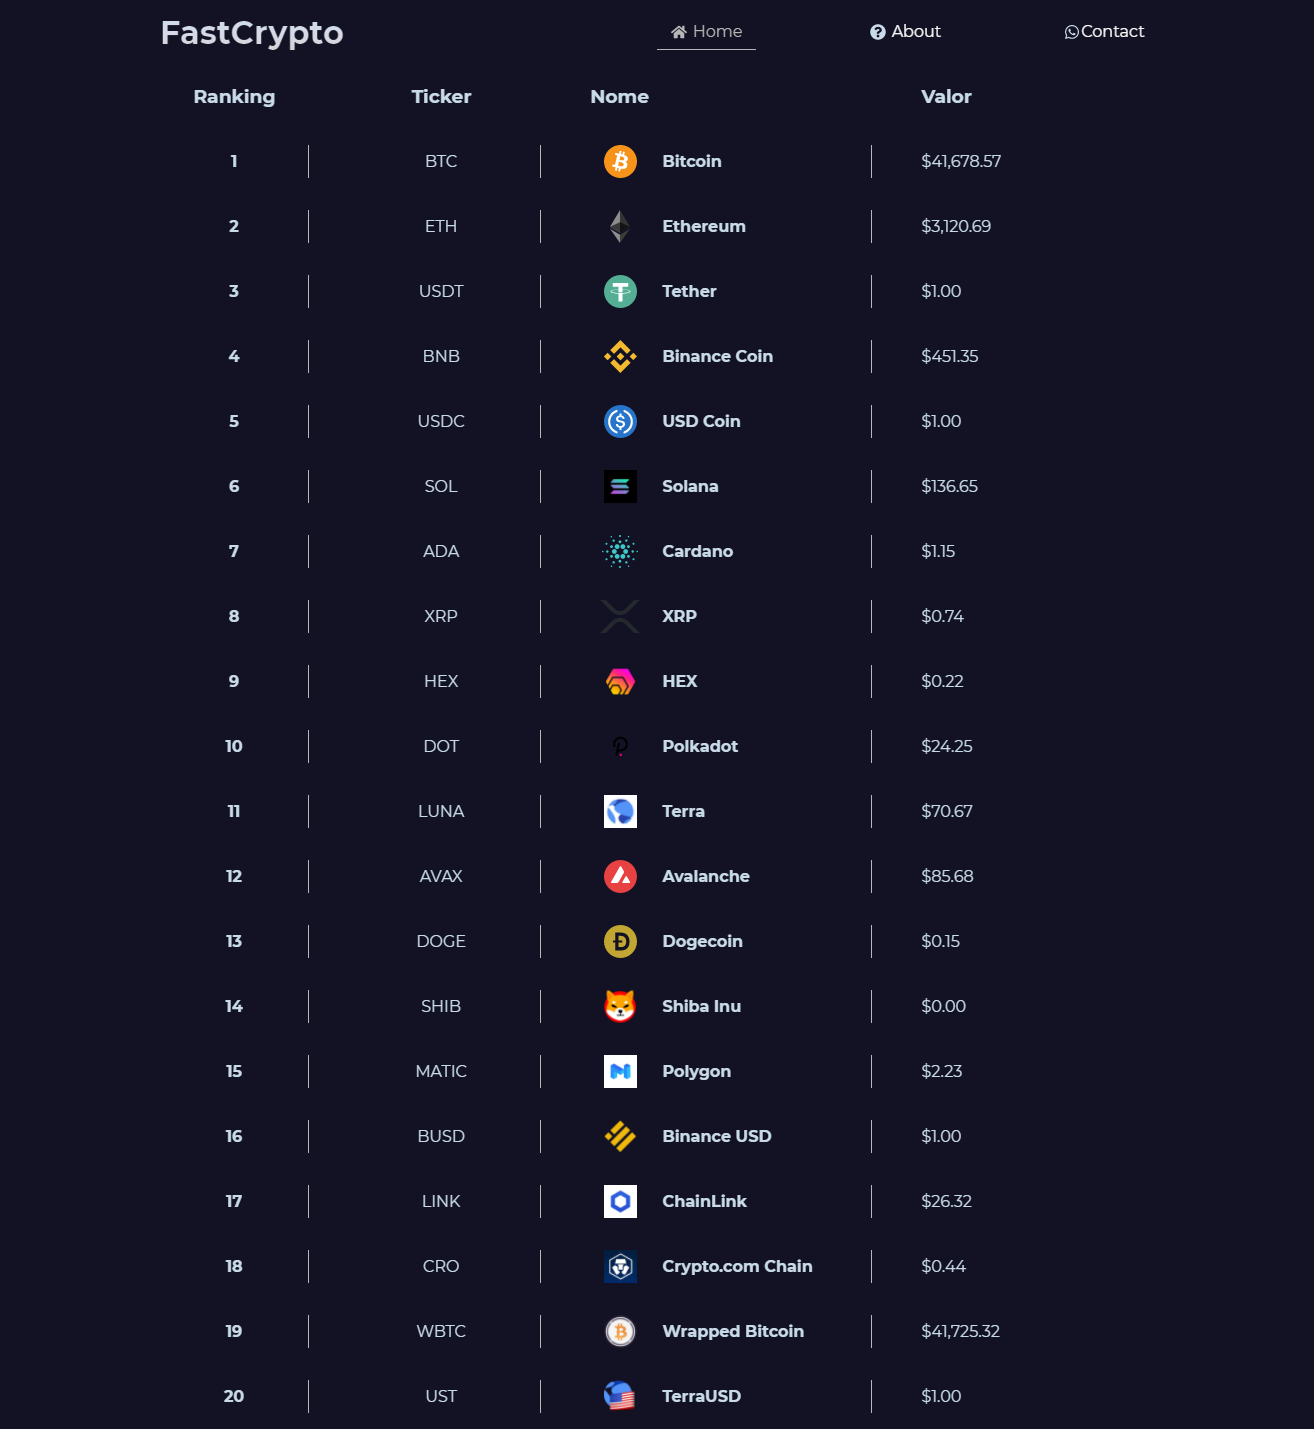 FastCrypto Home About Contact
Ranking Ticker Nome Valor
1 BTC Bitcoin $41,678.57
2 ETH Ethereum $3,120.69
3 USDT Tether $1.00
4 BNB Binance Coin $451.35
5 USDC USD Coin $1.00
6 SOL Solana $136.65
7 ADA Cardano $1.15
8 XRP XRP $0.74
9 HEX HEX $0.22
10 DOT Polkadot $24.25
11 LUNA Terra $70.67
12 AVAX Avalanche $85.68
13 DOGE Dogecoin $0.15
14 SHIB Shiba Inu $0.00
15 MATIC Polygon $2.23
16 BUSD Binance USD $1.00
17 LINK ChainLink $26.32
18 CRO Crypto.com Chain $0.44
19 WBTC Wrapped Bitcoin $41,725.32
20 UST TerraUSD $1.00